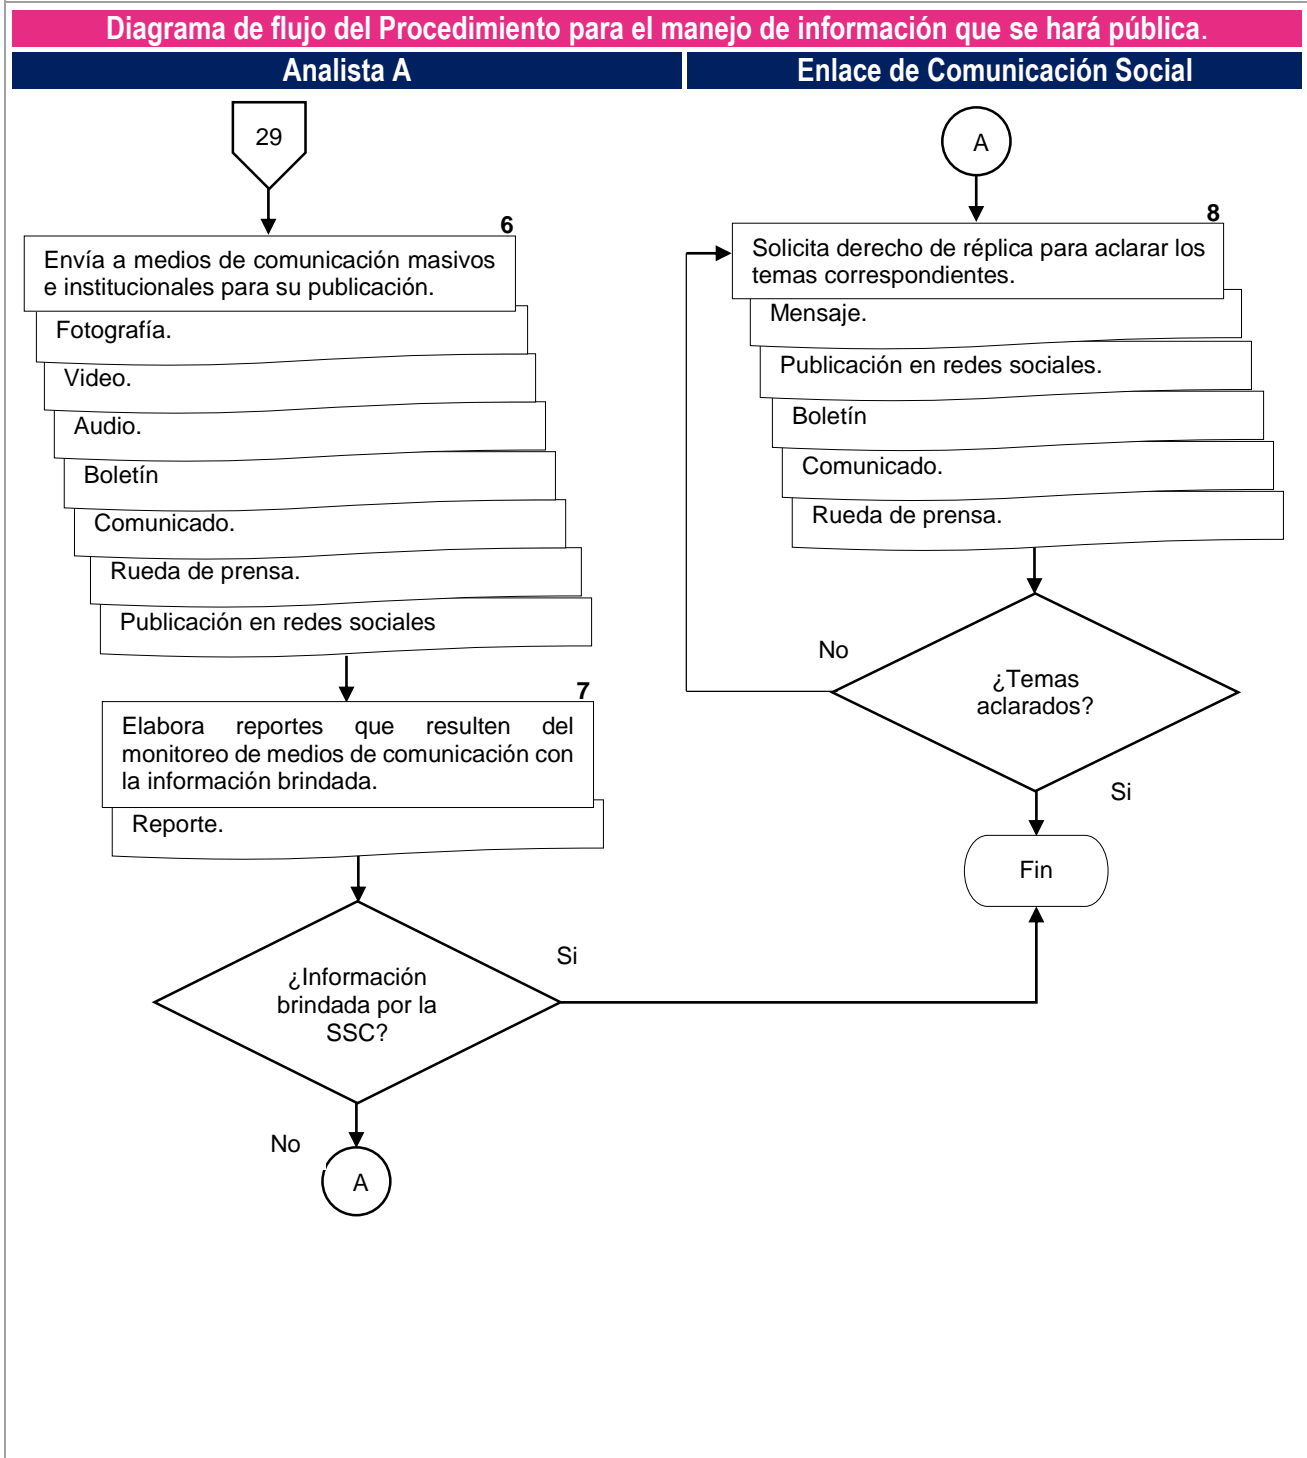 Diagrama de flujo del Procedimiento para el manejo de información que se hará pública.
Analista A
Enlace de Comunicación Social
29
6
Envía a medios de comunicación masivos
e institucionales para su publicación.
Fotografía.
Video.
Audio.
Boletín
Comunicado.
Rueda de prensa.
Publicación en redes sociales
7
Elabora reportes que resulten del
monitoreo de medios de comunicación con
la información brindada.
Reporte.
¿Información
brindada por la
SSC?
Si
No
A
A
8
Solicita derecho de réplica para aclarar los
temas correspondientes.
Mensaje.
Publicación en redes sociales.
Boletín
Comunicado.
Rueda de prensa.
No
¿Temas
aclarados?
Si
Fin